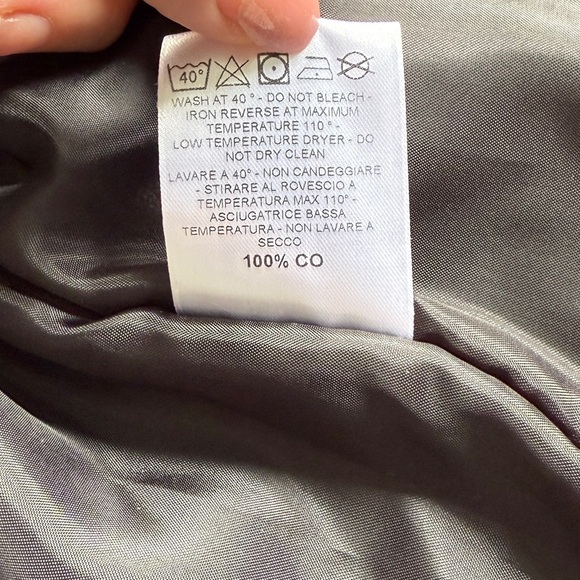 40°
WASH AT 40° - DO NOT BLEACH -
IRON REVERSE AT MAXIMUM
TEMPERATURE 110° -
LOW TEMPERATURE DRYER - DO
NOT DRY CLEAN
LAVARE A 40° - NON CANDEGGIARE
- STIRARE AL ROVESCIO A
TEMPERATURA MAX 110° -
ASCIUGATRICE BASSA
TEMPERATURA - NON LAVARE A
SECCO
100% CO